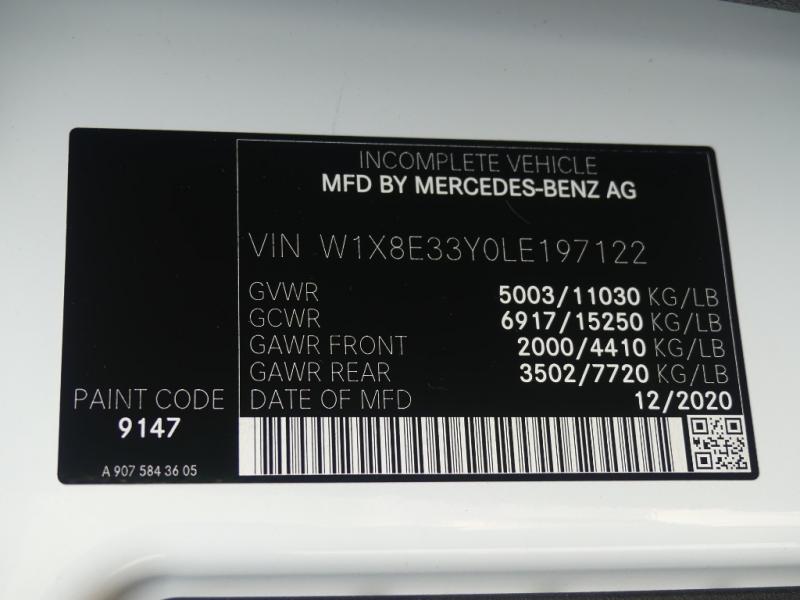 INCOMPLETE VEHICLE
MFD BY MERCEDES-BENZ AG
VIN W1X8E33Y0LE197122
GVWR 5003/11030 KG/LB
GCWR 6917/15250 KG/LB
GAWR FRONT 2000/4410 KG/LB
GAWR REAR 3502/7720 KG/LB
DATE OF MFD 12/2020
PAINT CODE
9147
A 907 584 36 05